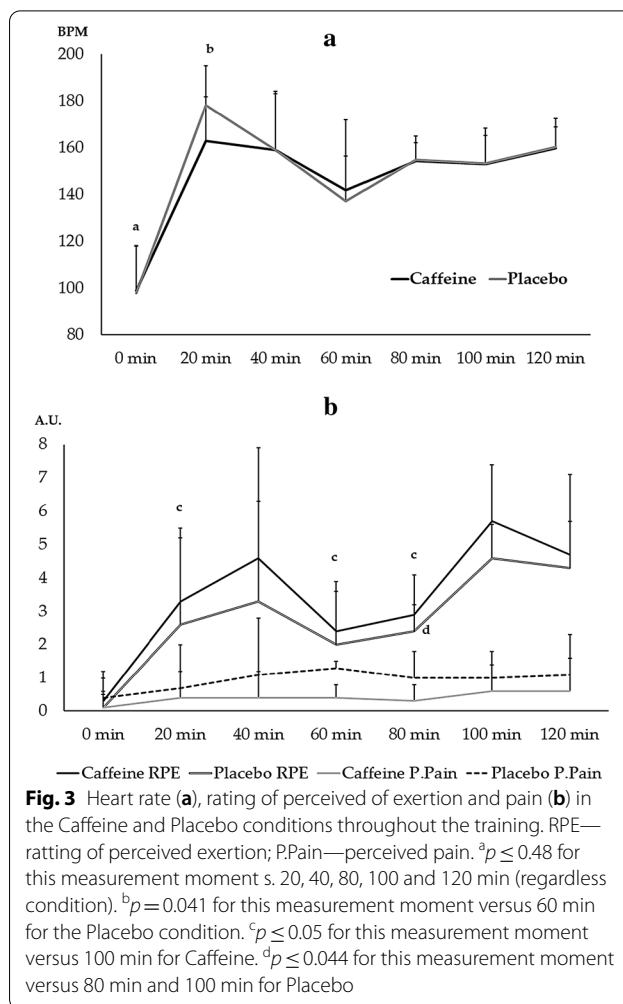 a
BPM
200
180
160
140
120
100
80
a
b
Caffeine Placebo
0 min 20 min 40 min 60 min 80 min 100 min 120 min
b
A.U.
8
7
6
5
4
3
2
1
0
c
c
c
d
0 min 20 min 40 min 60 min 80 min 100 min 120 min
Caffeine RPE Placebo RPE Caffeine P.Pain Placebo P.Pain
Fig. 3 Heart rate (a), rating of perceived of exertion and pain (b) in
the Caffeine and Placebo conditions throughout the training. RPE—
ratting of perceived exertion; P.Pain—perceived pain. ᵃp ≤ 0.48 for
this measurement moment s. 20, 40, 80, 100 and 120 min (regardless
condition). ᵇp = 0.041 for this measurement moment versus 60 min
for the Placebo condition. ᶜp ≤ 0.05 for this measurement moment
versus 100 min for Caffeine. ᵈp ≤ 0.044 for this measurement moment
versus 80 min and 100 min for Placebo